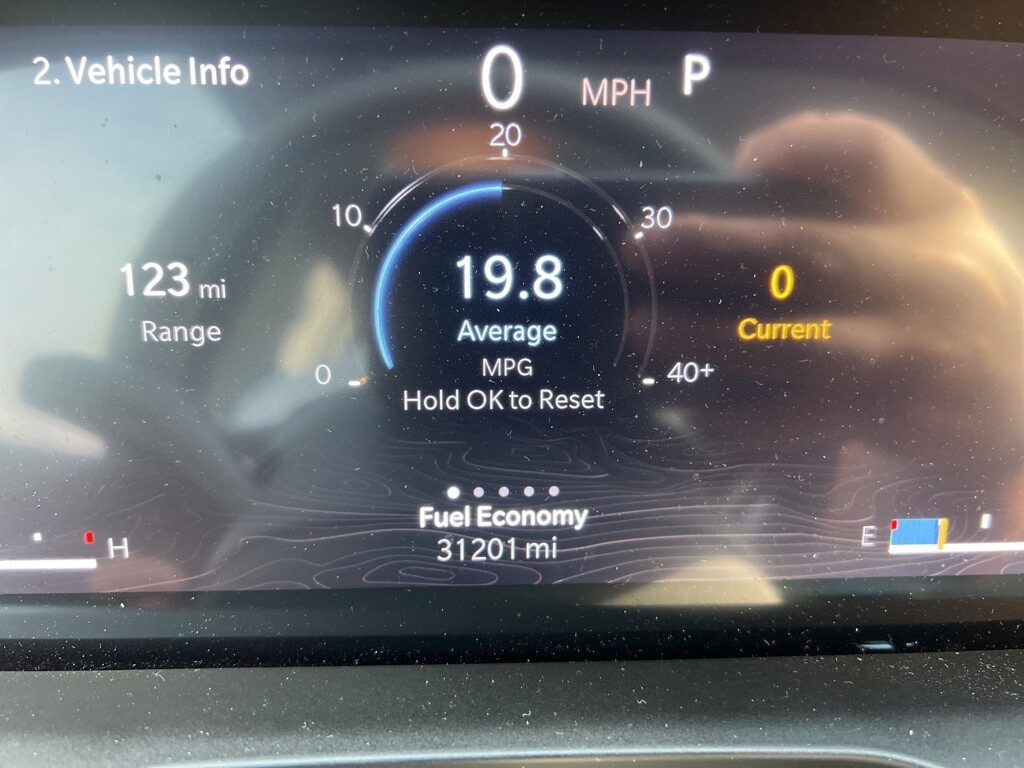 2. Vehicle Info
0 MPH P
20
10
30
123 mi
Range
19.8
Average
MPG
Hold OK to Reset
0
Current
0
40+
Fuel Economy
31201 mi
H
E